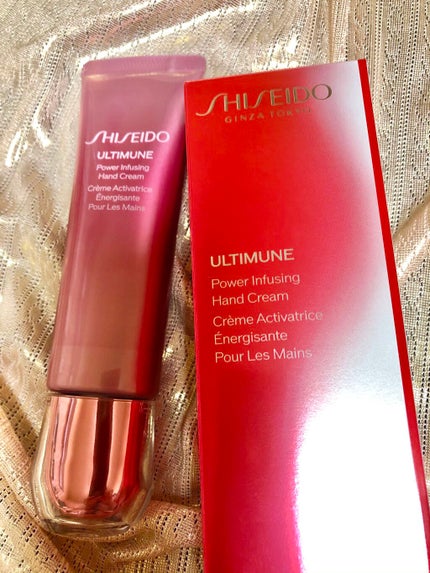 SHISEIDO
ULTIMUNE
Power Infusing
Hand Cream
Crème Activatrice
Énergisante
Pour Les Mains
SHISEIDO
GINZA TOKYO
ULTIMUNE
Power Infusing
Hand Cream
Crème Activatrice
Énergisante
Pour Les Mains